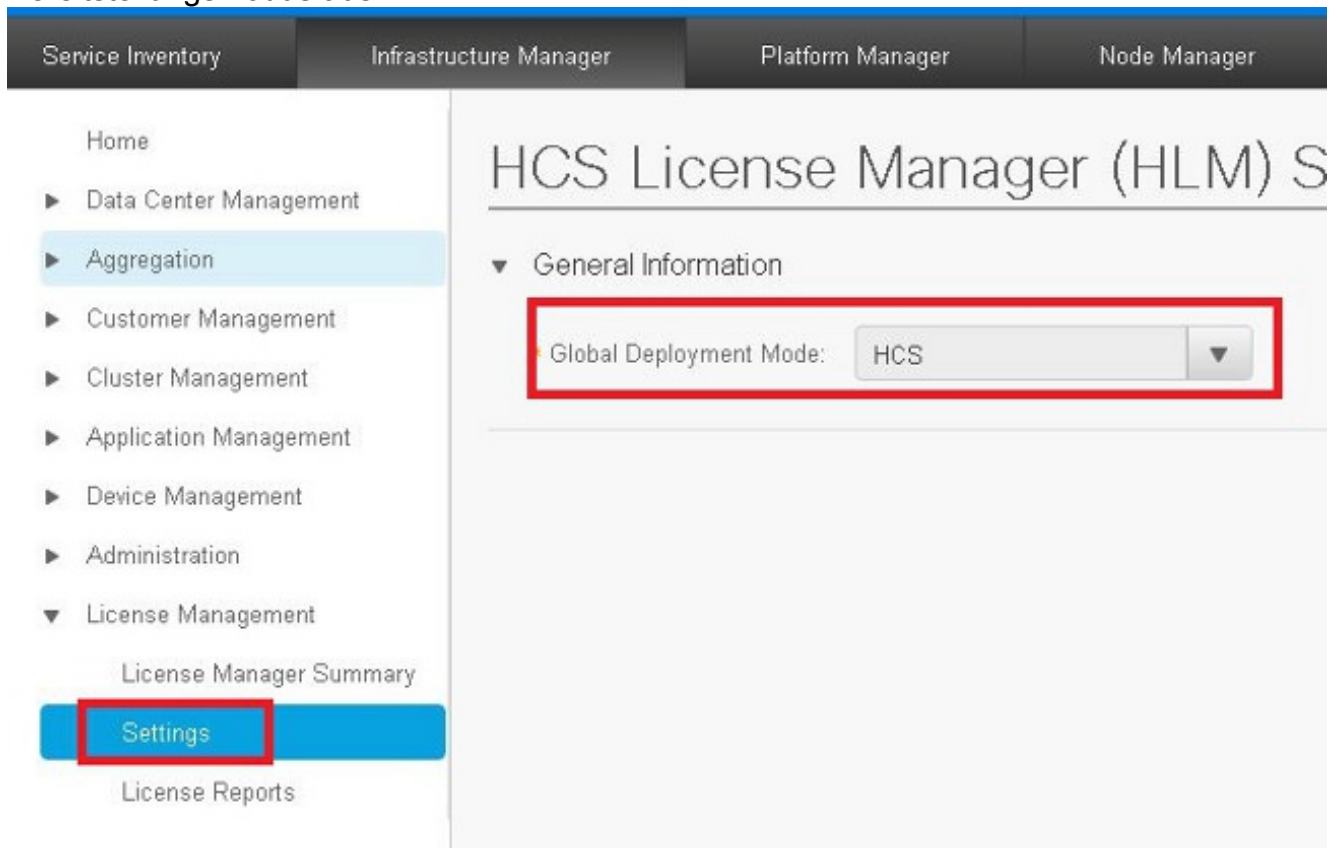 Service Inventory
Infrastructure Manager
Platform Manager
Node Manager
Home
Data Center Management
Aggregation
Customer Management
Cluster Management
Application Management
Device Management
Administration
License Management
License Manager Summary
Settings
License Reports
HCS License Manager (HLM) S
General Information
* Global Deployment Mode: HCS